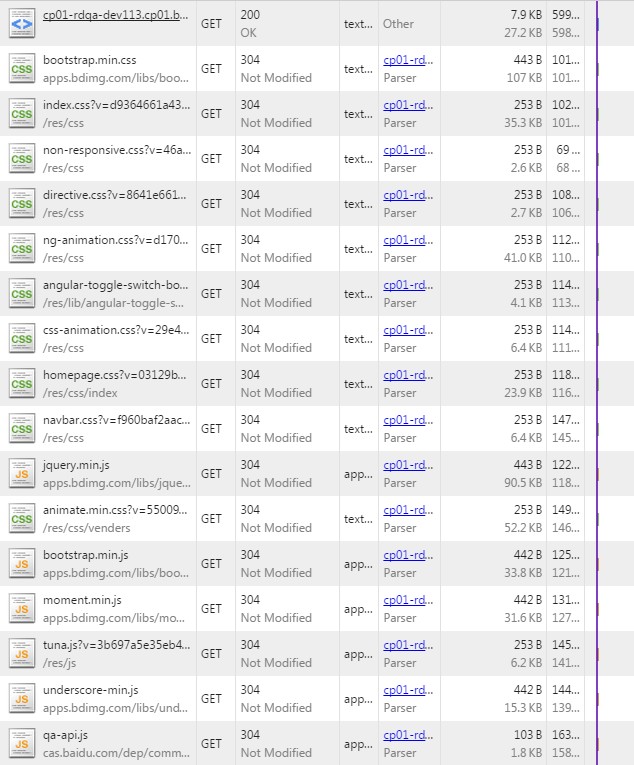 cp01-rdqa-dev113.cp01.b... GET 200 text... Other 7.9 KB 599...
OK 27.2 KB 598...
bootstrap.min.css GET 304 text... cp01-rd... 443 B 101...
apps.bdimg.com/libs/boo... Not Modified Parser 107 KB 101...
index.css?v=d9364661a43... GET 304 text... cp01-rd... 253 B 102...
/res/css Not Modified Parser 35.3 KB 101...
non-responsive.css?v=46a... GET 304 text... cp01-rd... 253 B 69 ...
/res/css Not Modified Parser 2.6 KB 68 ...
directive.css?v=8641e661... GET 304 text... cp01-rd... 253 B 108...
/res/css Not Modified Parser 2.7 KB 106...
ng-animation.css?v=d170... GET 304 text... cp01-rd... 253 B 112...
/res/css Not Modified Parser 41.0 KB 110...
angular-toggle-switch-bo... GET 304 text... cp01-rd... 253 B 114...
/res/lib/angular-toggle-s... Not Modified Parser 4.1 KB 113...
css-animation.css?v=29e4... GET 304 text... cp01-rd... 253 B 114...
/res/css Not Modified Parser 6.4 KB 111...
homepage.css?v=03129b... GET 304 text... cp01-rd... 253 B 118...
/res/css/index Not Modified Parser 23.9 KB 116...
navbar.css?v=f960baf2aac... GET 304 text... cp01-rd... 253 B 147...
/res/css Not Modified Parser 6.4 KB 145...
jquery.min.js GET 304 app... cp01-rd... 443 B 122...
apps.bdimg.com/libs/jque... Not Modified Parser 90.5 KB 118...
animate.min.css?v=55009... GET 304 text... cp01-rd... 253 B 149...
/res/css/venders Not Modified Parser 52.2 KB 146...
bootstrap.min.js GET 304 app... cp01-rd... 442 B 125...
apps.bdimg.com/libs/boo... Not Modified Parser 33.8 KB 121...
moment.min.js GET 304 app... cp01-rd... 442 B 131...
apps.bdimg.com/libs/mo... Not Modified Parser 31.6 KB 127...
tuna.js?v=3b697a5e35eb4... GET 304 app... cp01-rd... 253 B 145...
/res/js Not Modified Parser 6.2 KB 141...
underscore-min.js GET 304 app... cp01-rd... 442 B 144...
apps.bdimg.com/libs/und... Not Modified Parser 15.3 KB 139...
qa-api.js GET 304 app... cp01-rd... 103 B 163...
cas.baidu.com/dep/comm... Not Modified Parser 1.8 KB 158...